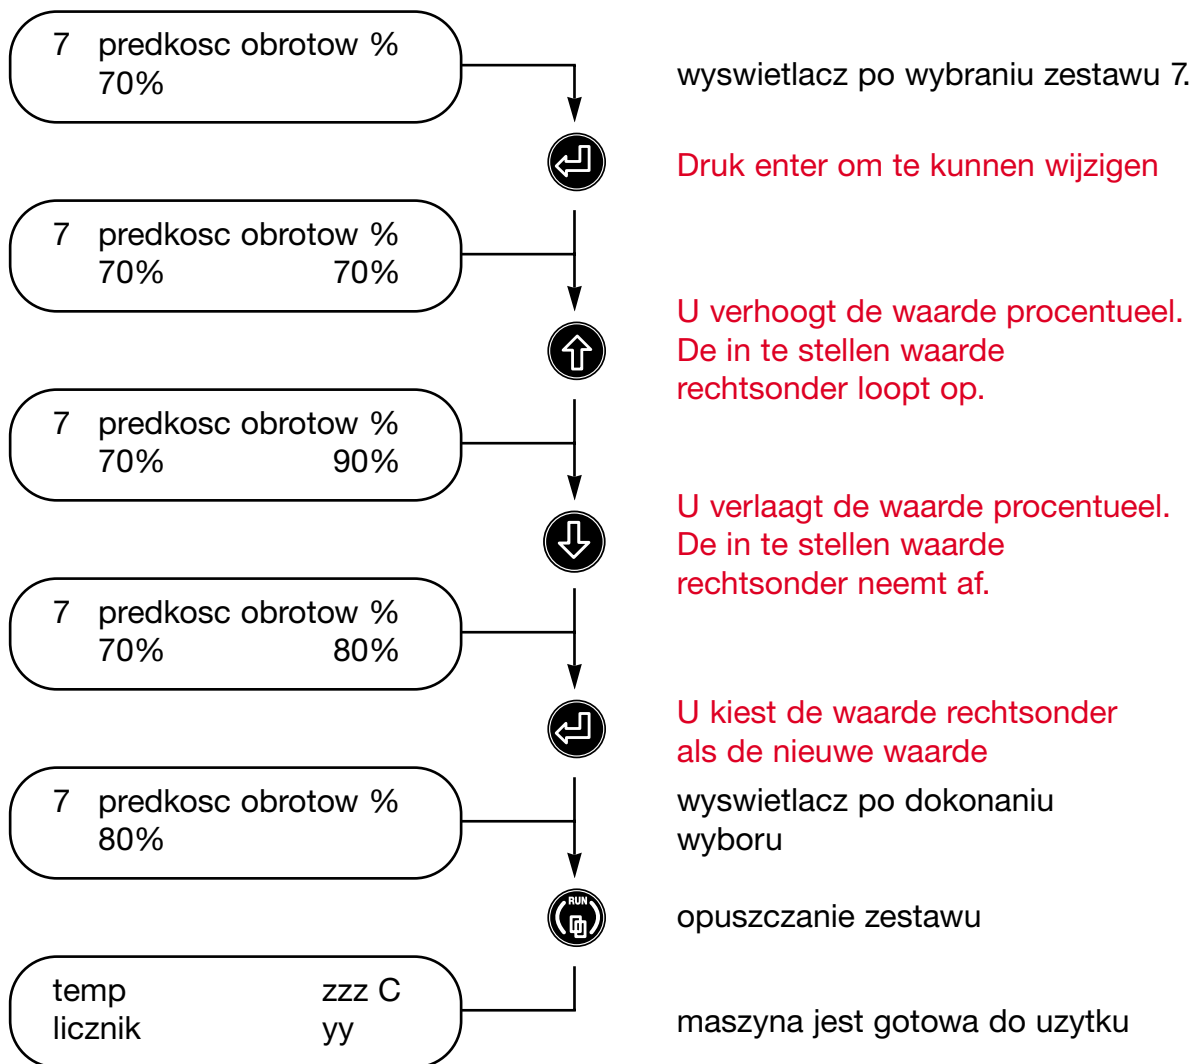 7 predkosc obrotow %
70%
wyswietlacz po wybraniu zestawu 7.
Druk enter om te kunnen wijzigen
7 predkosc obrotow %
70% 70%
U verhoogt de waarde procentueel.
De in te stellen waarde
rechtsonder loopt op.
7 predkosc obrotow %
70% 90%
U verlaagt de waarde procentueel.
De in te stellen waarde
rechtsonder neemt af.
7 predkosc obrotow %
70% 80%
U kiest de waarde rechtsonder
als de nieuwe waarde
7 predkosc obrotow %
80%
wyswietlacz po dokonaniu
wyboru
RUN
opuszczanie zestawu
temp zzz C
licznik yy
maszyna jest gotowa do uzytku